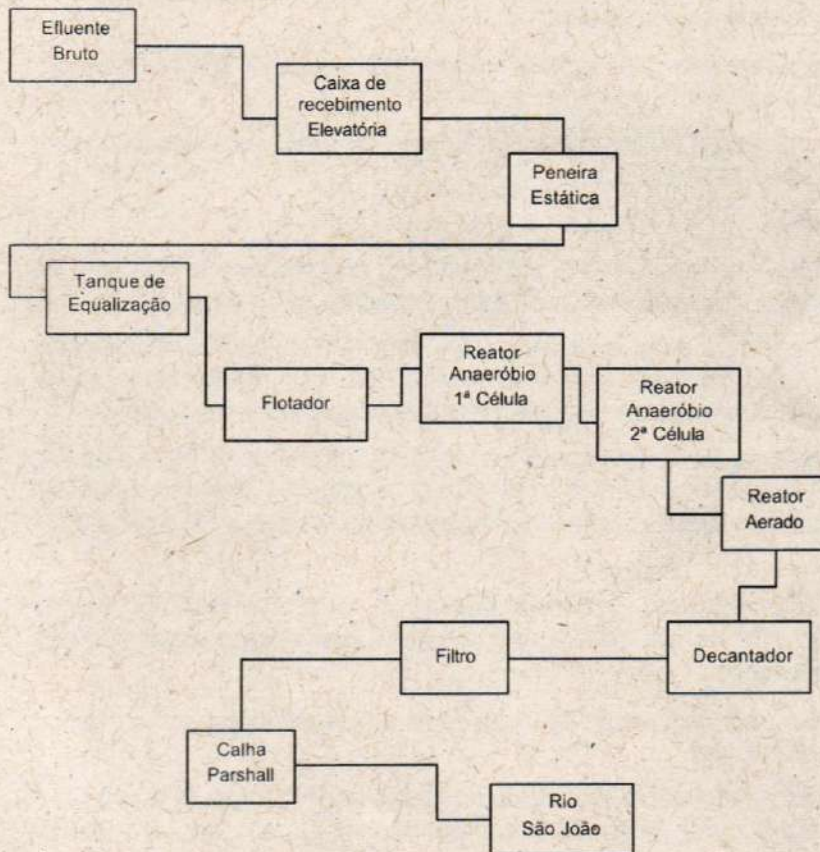 Efluente
Bruto
Caixa de
recebimento
Elevatória
Peneira
Estática
Tanque de
Equalização
Flotador
Reator
Anaeróbio
1ª Célula
Reator
Anaeróbio
2ª Célula
Reator
Aerado
Decantador
Filtro
Calha
Parshall
Rio
São João